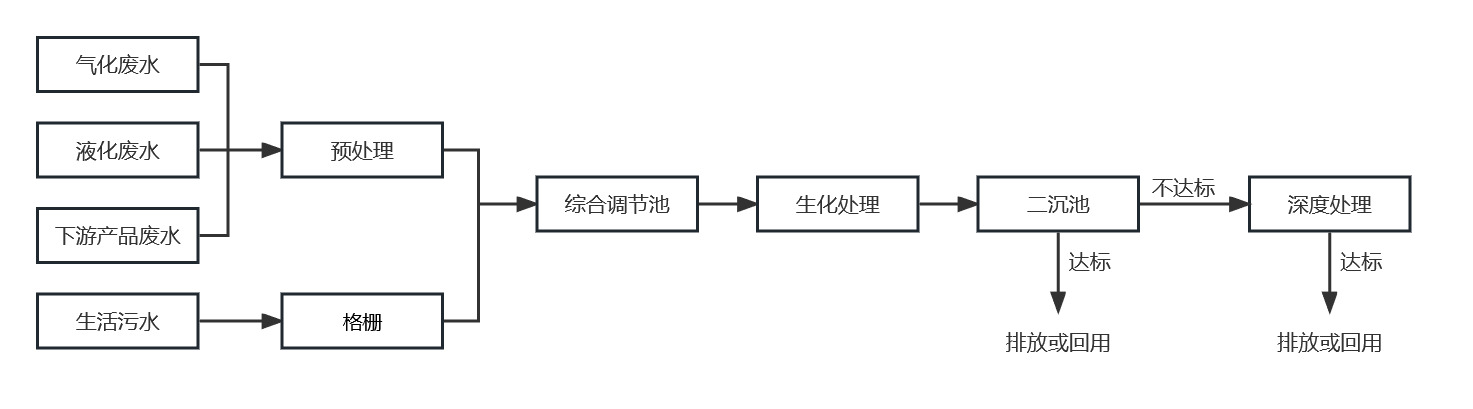 气化废水
液化废水
下游产品废水
生活污水
预处理
格栅
综合调节池
生化处理
二沉池
不达标
深度处理
达标
排放或回用
达标
排放或回用